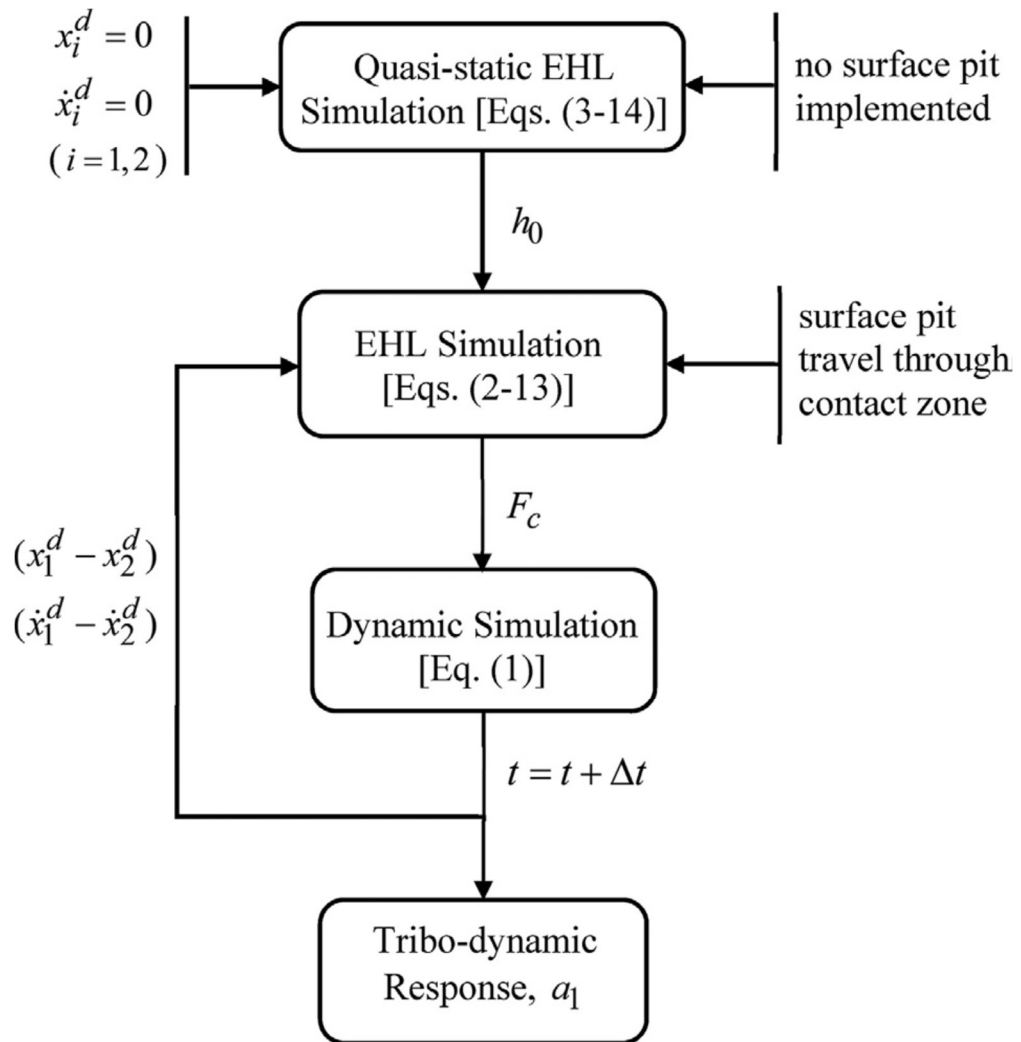 x_i^d = 0
ẋ_i^d = 0
(i = 1,2)
Quasi-static EHL
Simulation [Eqs. (3-14)]
no surface pit
implemented
h_0
EHL Simulation
[Eqs. (2-13)]
surface pit
travel through
contact zone
F_c
(x_1^d − x_2^d)
(ẋ_1^d − ẋ_2^d)
Dynamic Simulation
[Eq. (1)]
t = t + Δt
Tribo-dynamic
Response, a_1